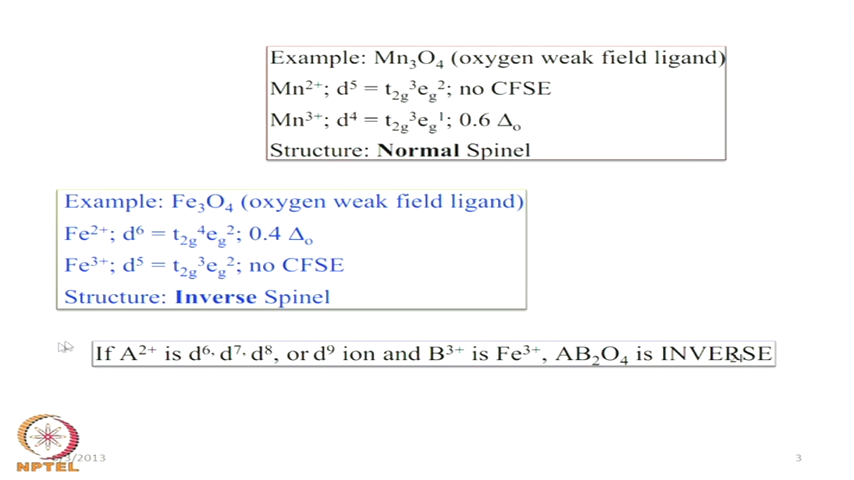 Example: Mn₃O₄ (oxygen weak field ligand)
Mn²⁺; d⁵ = t₂g³eg²; no CFSE
Mn³⁺; d⁴ = t₂g³eg¹; 0.6 Δₒ
Structure: Normal Spinel
Example: Fe₃O₄ (oxygen weak field ligand)
Fe²⁺; d⁶ = t₂g⁴eg²; 0.4 Δₒ
Fe³⁺; d⁵ = t₂g³eg²; no CFSE
Structure: Inverse Spinel
If A²⁺ is d⁶, d⁷, d⁸, or d⁹ ion and B³⁺ is Fe³⁺, AB₂O₄ is INVERSE
/2013
3
NPTEL